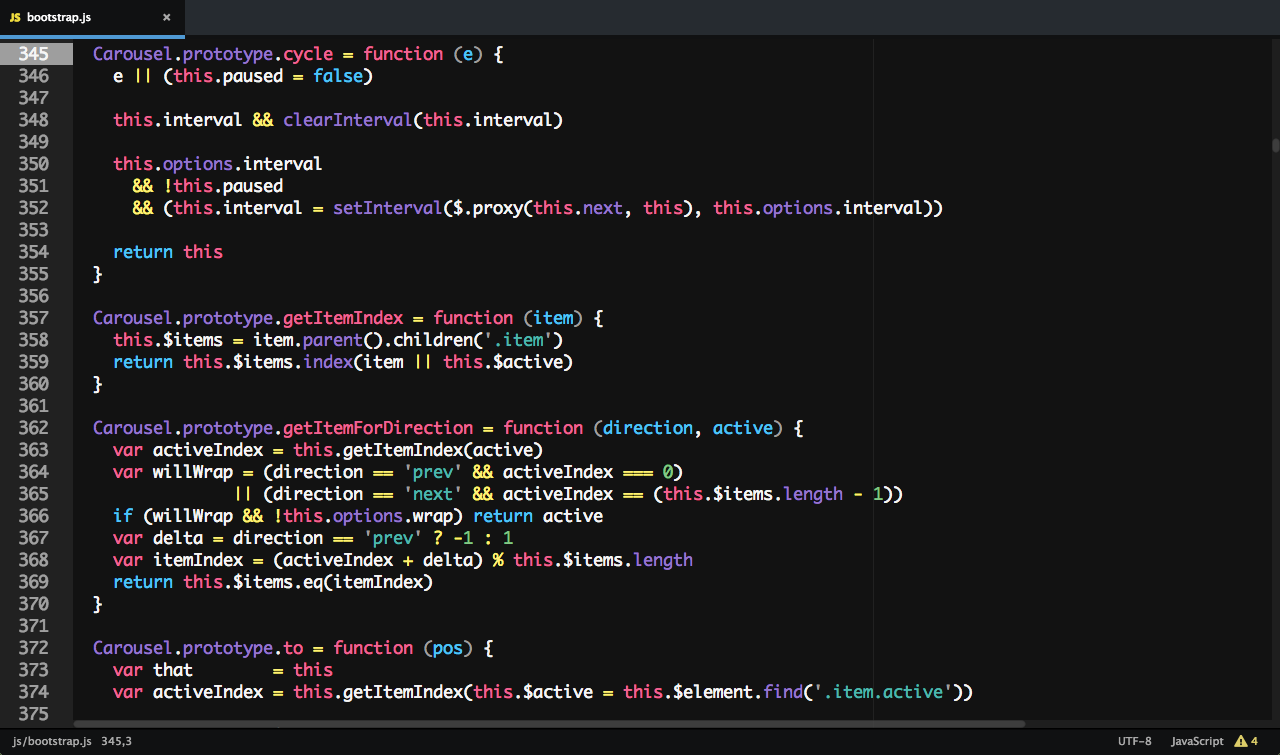 JS bootstrap.js ×
345 Carousel.prototype.cycle = function (e) {
346   e || (this.paused = false)
347
348   this.interval && clearInterval(this.interval)
349
350   this.options.interval
351     && !this.paused
352     && (this.interval = setInterval($.proxy(this.next, this), this.options.interval))
353
354   return this
355 }
356
357 Carousel.prototype.getItemIndex = function (item) {
358   this.$items = item.parent().children('.item')
359   return this.$items.index(item || this.$active)
360 }
361
362 Carousel.prototype.getItemForDirection = function (direction, active) {
363   var activeIndex = this.getItemIndex(active)
364   var willWrap = (direction == 'prev' && activeIndex === 0)
365               || (direction == 'next' && activeIndex == (this.$items.length - 1))
366   if (willWrap && !this.options.wrap) return active
367   var delta = direction == 'prev' ? -1 : 1
368   var itemIndex = (activeIndex + delta) % this.$items.length
369   return this.$items.eq(itemIndex)
370 }
371
372 Carousel.prototype.to = function (pos) {
373   var that        = this
374   var activeIndex = this.getItemIndex(this.$active = this.$element.find('.item.active'))
375
js/bootstrap.js 345,3 UTF-8 JavaScript 4